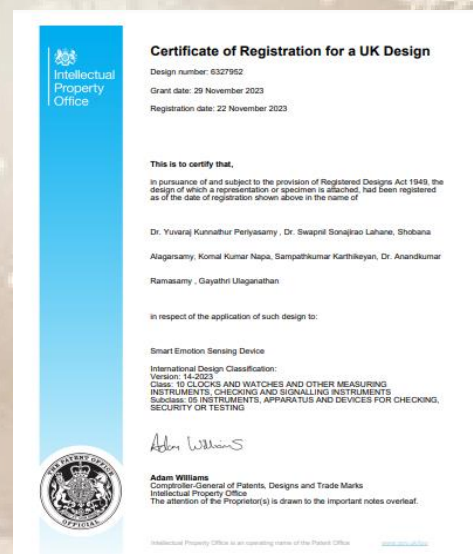 Intellectual
Property
Office
Certificate of Registration for a UK Design
Design number: 6327952
Grant date: 29 November 2023
Registration date: 22 November 2023
This is to certify that,
in pursuance of and subject to the provision of Registered Designs Act 1949, the
design of which a representation or specimen is attached, had been registered
as of the date of registration shown above in the name of
Dr. Yuvaraj Kunnathur Periyasamy , Dr. Swapnil Sonajirao Lahane, Shobana
Alagarsamy, Komal Kumar Napa, Sampathkumar Karthikeyan, Dr. Anandkumar
Ramasamy , Gayathri Ulaganathan
in respect of the application of such design to:
Smart Emotion Sensing Device
International Design Classification:
Version: 14-2023
Class: 10 CLOCKS AND WATCHES AND OTHER MEASURING
INSTRUMENTS, CHECKING AND SIGNALLING INSTRUMENTS
Subclass: 05 INSTRUMENTS, APPARATUS AND DEVICES FOR CHECKING,
SECURITY OR TESTING
Adam Williams
Adam Williams
Comptroller-General of Patents, Designs and Trade Marks
Intellectual Property Office
The attention of the Proprietor(s) is drawn to the important notes overleaf.
THE PATENT OFFICE
OFFICIAL
Intellectual Property Office is an operating name of the Patent Office www.gov.uk/ipo